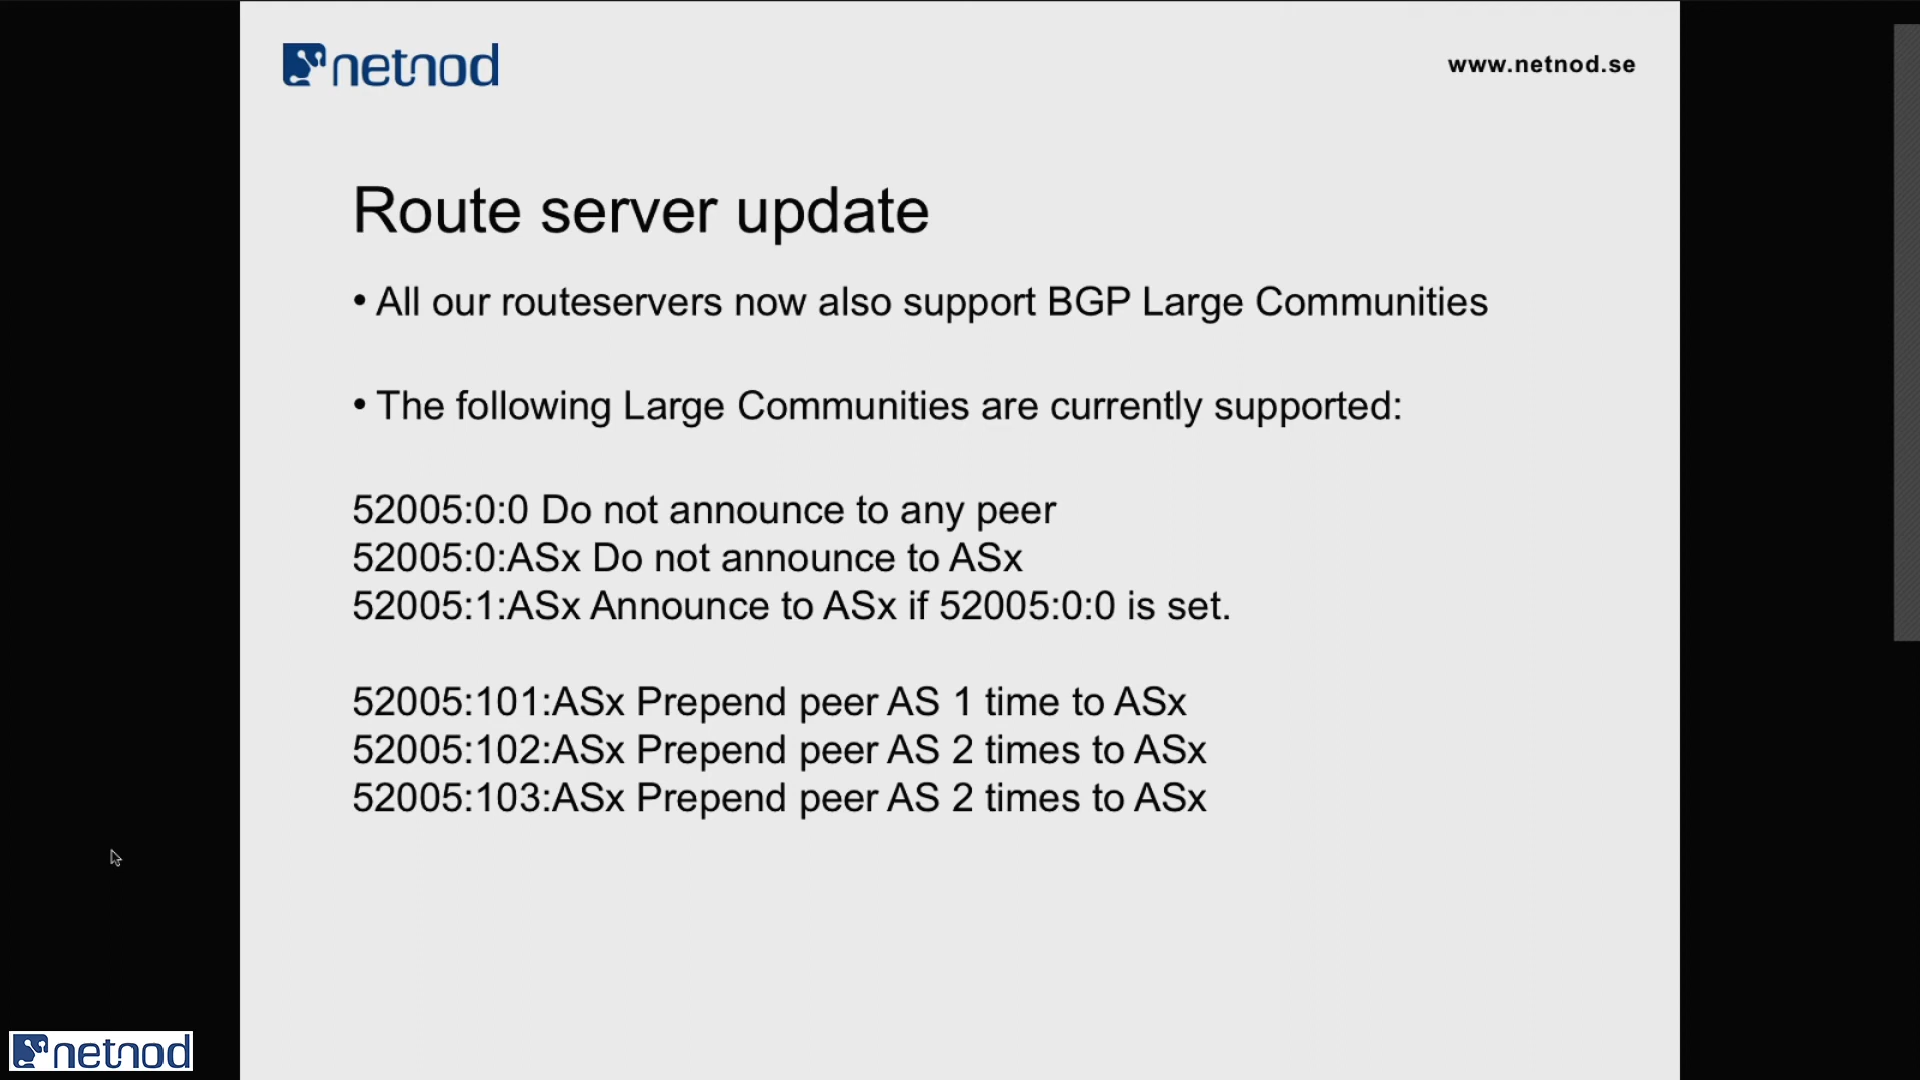 netnod
www.netnod.se
Route server update
• All our routeservers now also support BGP Large Communities
• The following Large Communities are currently supported:
52005:0:0 Do not announce to any peer
52005:0:ASx Do not announce to ASx
52005:1:ASx Announce to ASx if 52005:0:0 is set.
52005:101:ASx Prepend peer AS 1 time to ASx
52005:102:ASx Prepend peer AS 2 times to ASx
52005:103:ASx Prepend peer AS 2 times to ASx
netnod